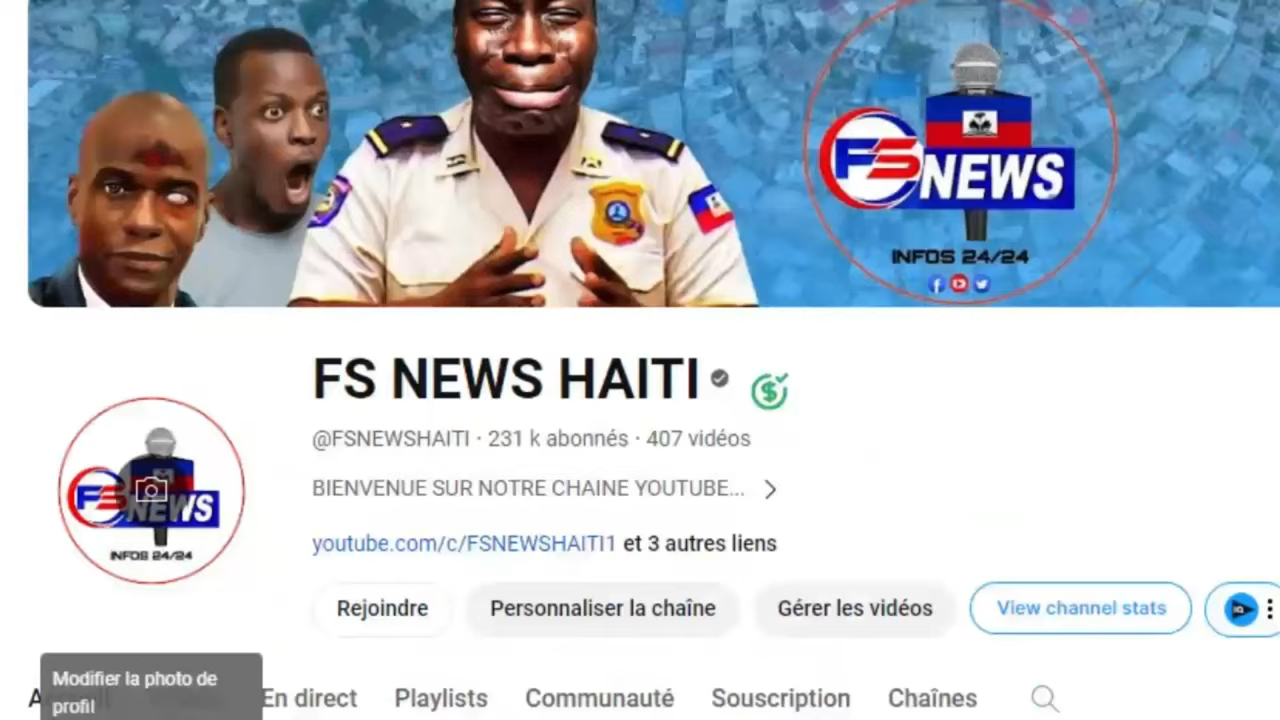 FS NEWS
INFOS 24/24
FS NEWS HAITI
@FSNEWSHAITI · 231 k abonnés · 407 vidéos
BIENVENUE SUR NOTRE CHAINE YOUTUBE...
youtube.com/c/FSNEWSHAITI1 et 3 autres liens
FS NEWS
INFOS 24/24
Rejoindre Personnaliser la chaîne Gérer les vidéos View channel stats
Modifier la photo de
profil
En direct Playlists Communauté Souscription Chaînes